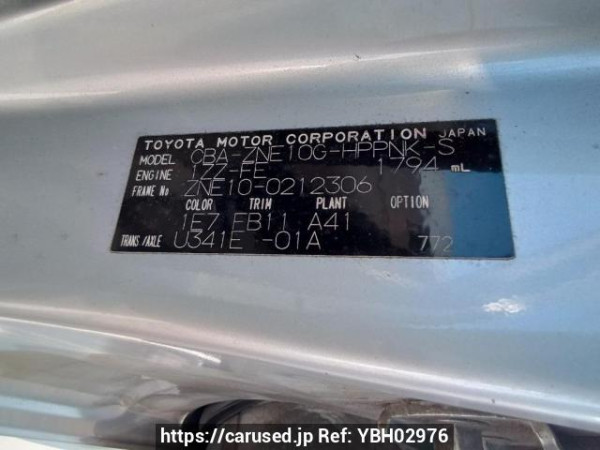 TOYOTA MOTOR CORPORATION JAPAN
MODEL CBA-ZNE10G-HPPNK-S
ENGINE 1ZZ-FE 1794 mL
FRAME No ZNE10-0212306
COLOR TRIM PLANT OPTION
1E7 FB11 A41
TRANS/AXLE U341E -01A 772
https://carused.jp Ref: YBH02976